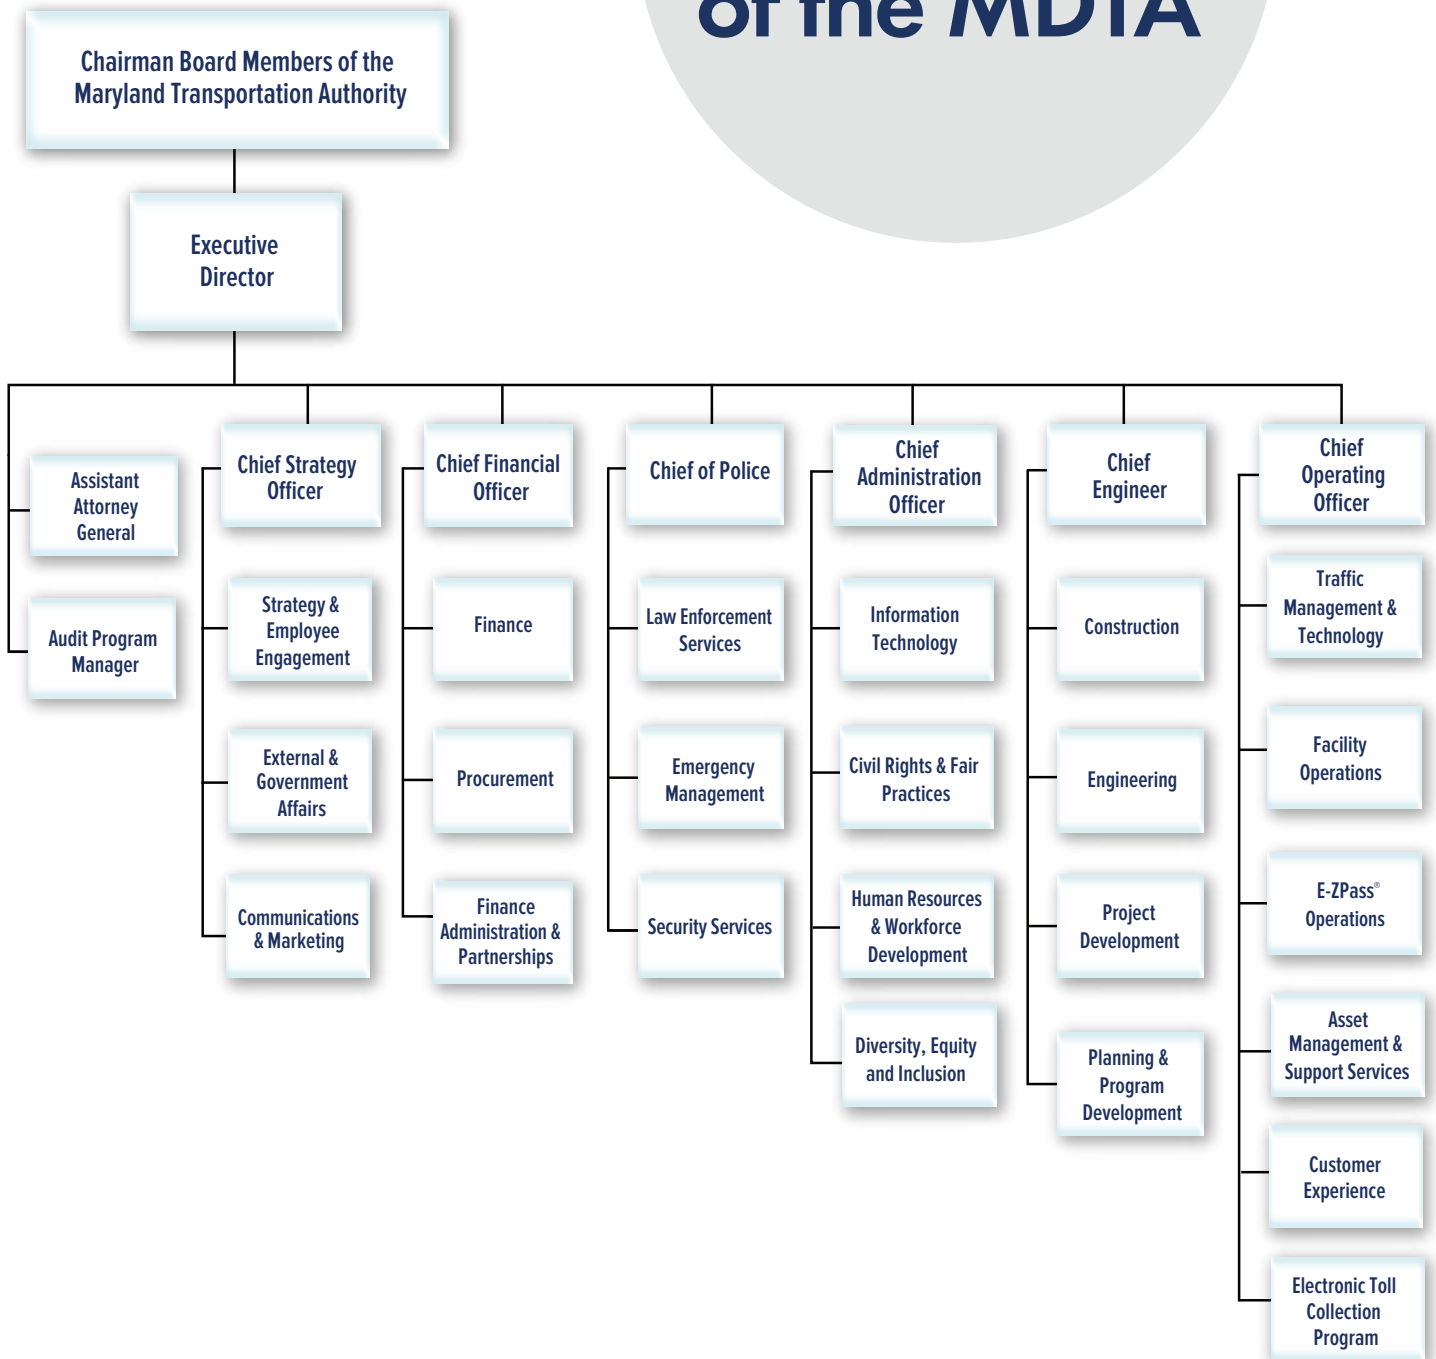 of the MDTA
Chairman Board Members of the
Maryland Transportation Authority
Executive
Director
Assistant
Attorney
General
Audit Program
Manager
Chief Strategy
Officer
Strategy &
Employee
Engagement
External &
Government
Affairs
Communications
& Marketing
Chief Financial
Officer
Finance
Procurement
Finance
Administration &
Partnerships
Chief of Police
Law Enforcement
Services
Emergency
Management
Security Services
Chief
Administration
Officer
Information
Technology
Civil Rights & Fair
Practices
Human Resources
& Workforce
Development
Diversity, Equity
and Inclusion
Chief
Engineer
Construction
Engineering
Project
Development
Planning &
Program
Development
Chief
Operating
Officer
Traffic
Management &
Technology
Facility
Operations
E-ZPass®
Operations
Asset
Management &
Support Services
Customer
Experience
Electronic Toll
Collection
Program